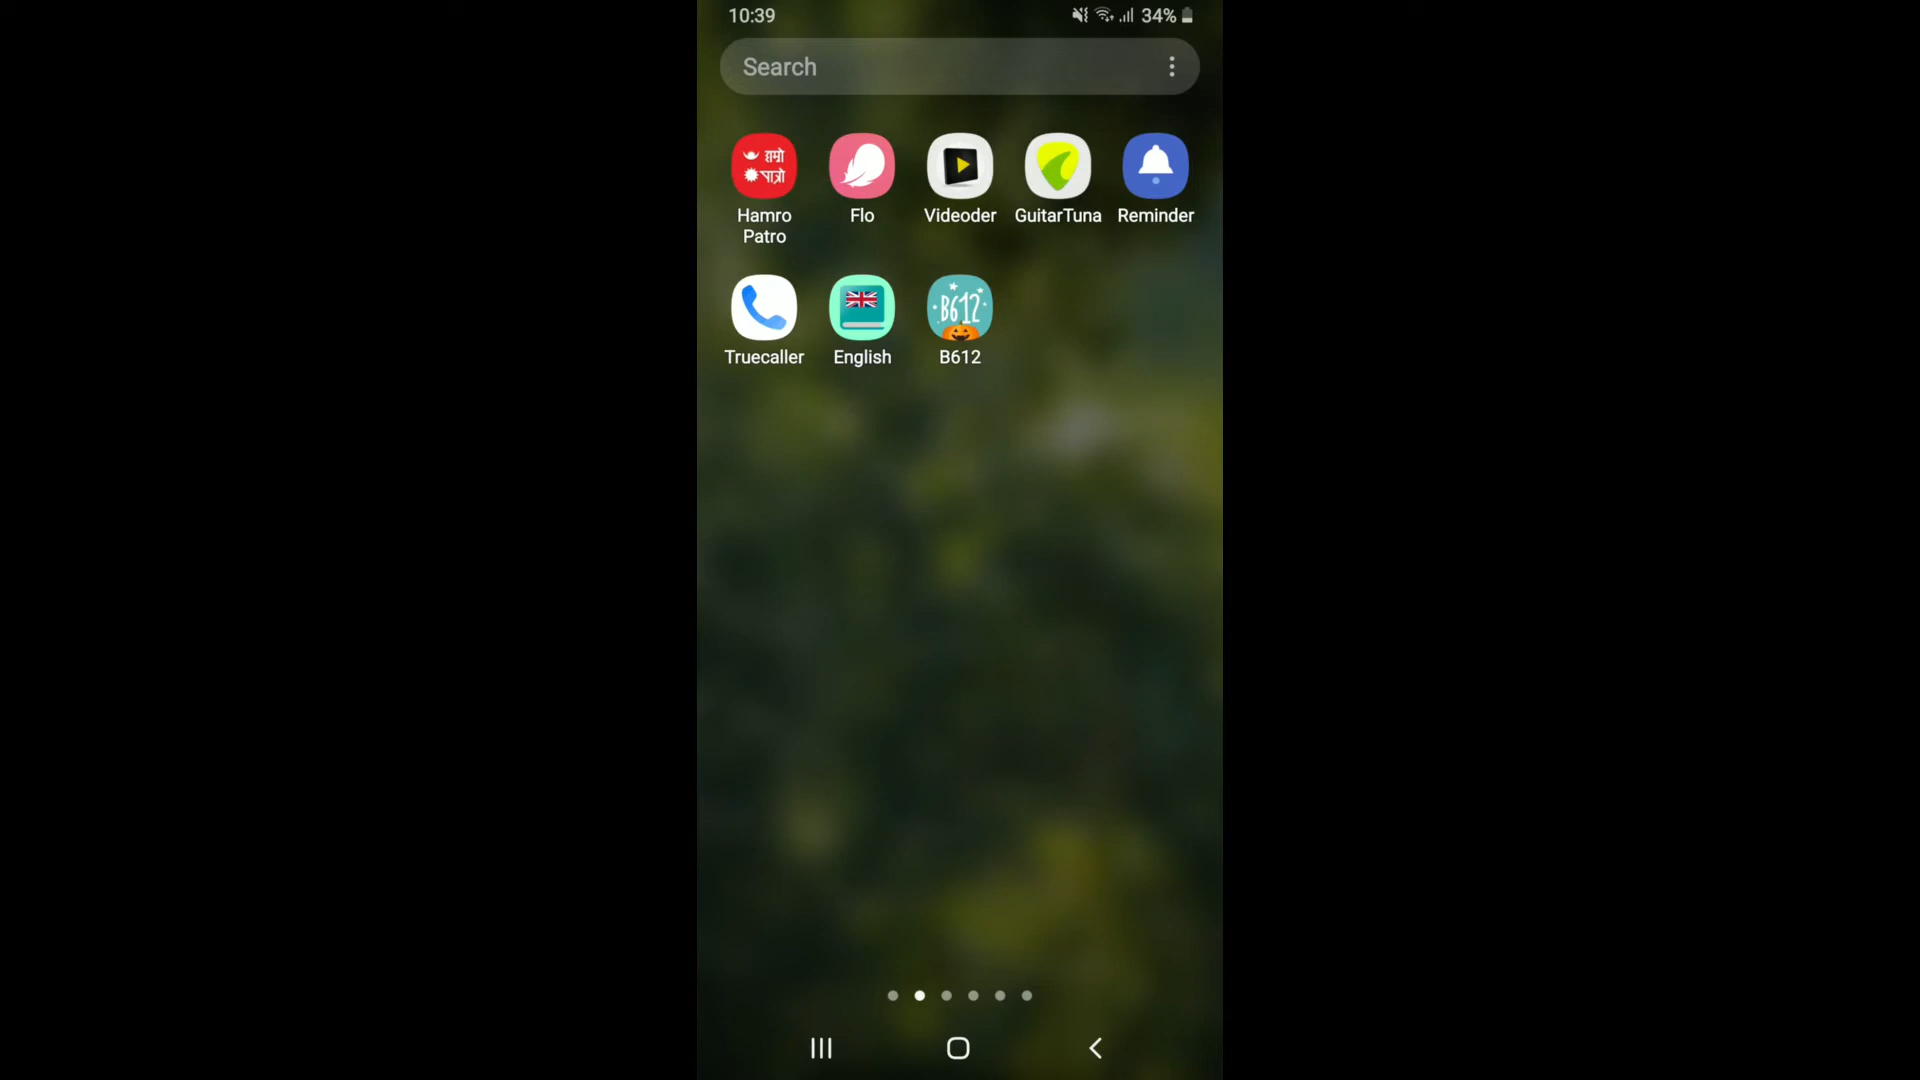 10:39
34%
Search
हाम्रो
पात्रो
Hamro
Patro
Flo
Videoder
GuitarTuna
Reminder
B612
Truecaller
English
B612